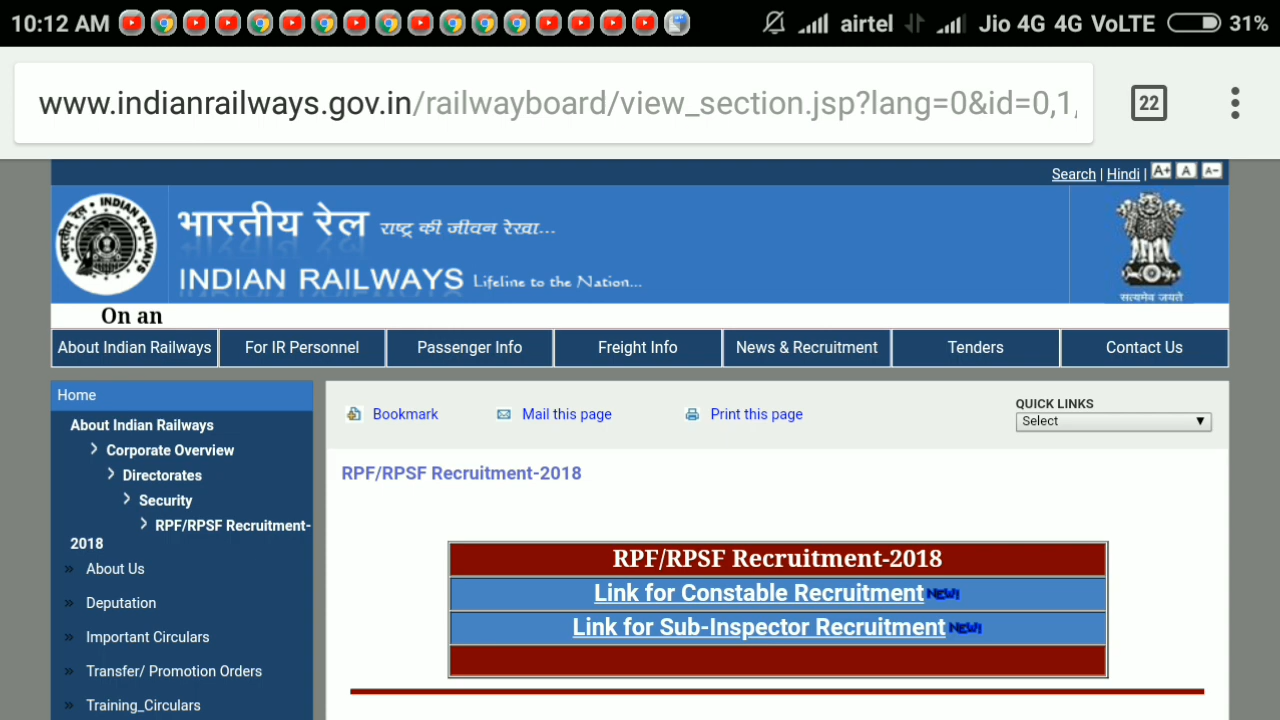 10:12 AM airtel Jio 4G 4G VoLTE 31%
www.indianrailways.gov.in/railwayboard/view_section.jsp?lang=0&id=0,1,
22
Search | Hindi | A+ A A-
INDIAN RAILWAYS
भारतीय रेल
भारतीय रेल राष्ट्र की जीवन रेखा...
INDIAN RAILWAYS Lifeline to the Nation...
सत्यमेव जयते
On an
About Indian Railways For IR Personnel Passenger Info Freight Info News & Recruitment Tenders Contact Us
Home
About Indian Railways
Corporate Overview
Directorates
Security
RPF/RPSF Recruitment-
2018
About Us
Deputation
Important Circulars
Transfer/ Promotion Orders
Training_Circulars
Bookmark Mail this page Print this page
QUICK LINKS
Select
RPF/RPSF Recruitment-2018
RPF/RPSF Recruitment-2018
Link for Constable Recruitment NEW!
Link for Sub-Inspector Recruitment NEW!